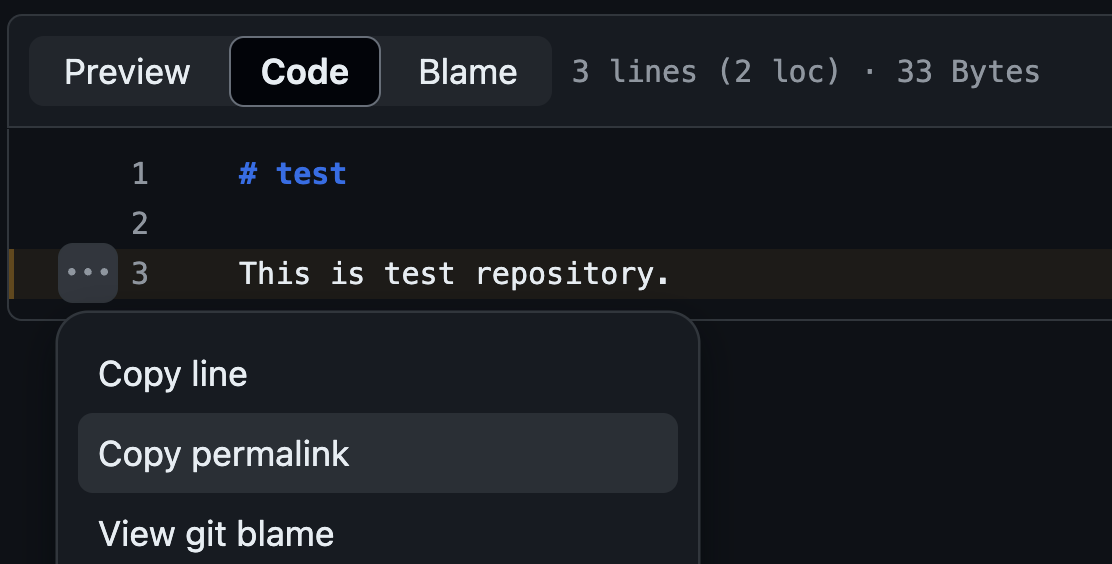 Preview Code Blame 3 lines (2 loc) · 33 Bytes
1 # test
2
3 This is test repository.
Copy line
Copy permalink
View git blame